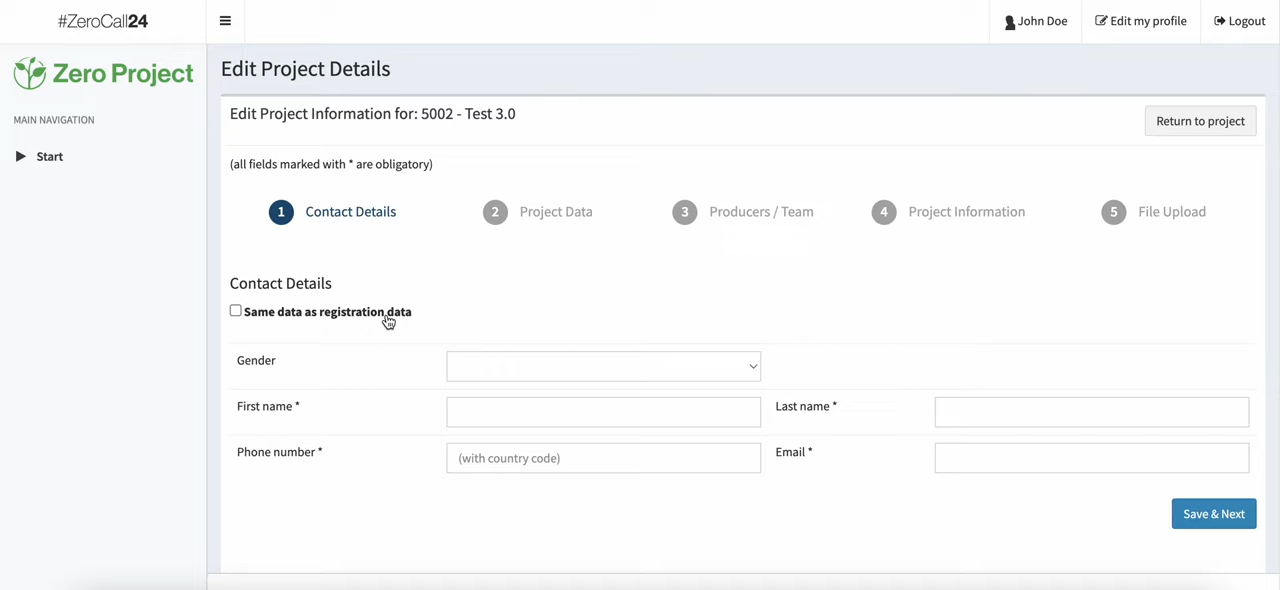 #ZeroCall24
John Doe
Edit my profile
Logout
Zero Project
MAIN NAVIGATION
Start
Edit Project Details
Edit Project Information for: 5002 - Test 3.0
Return to project
(all fields marked with * are obligatory)
1 Contact Details
2 Project Data
3 Producers / Team
4 Project Information
5 File Upload
Contact Details
Same data as registration data
Gender
First name *
Last name *
Phone number *
(with country code)
Email *
Save & Next